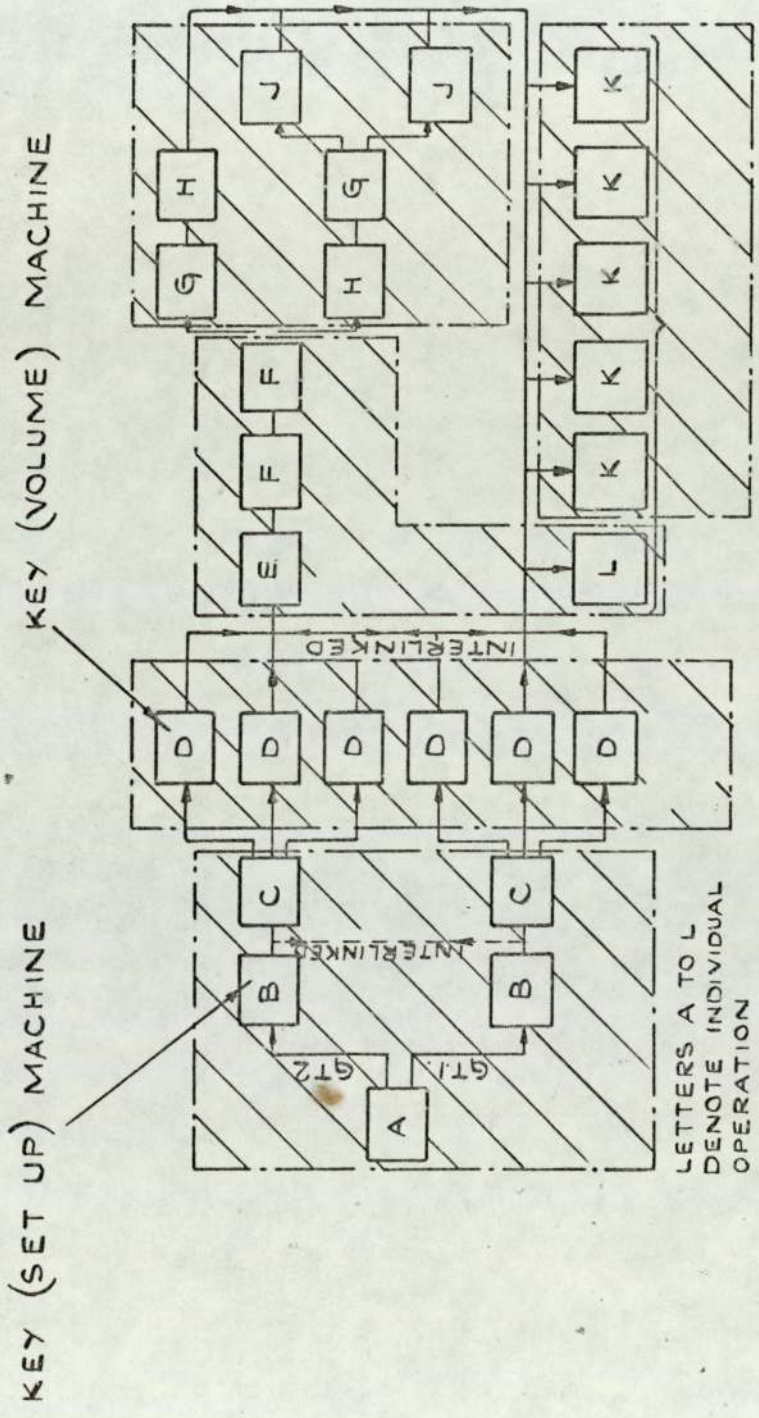 KEY (SET UP) MACHINE
KEY (VOLUME) MACHINE
D
G
H
B
C
D
E
F
F
J
GT2
D
H
G
INTERLINKED
INTERLINKED
A
GT1
D
J
B
C
D
D
L
K
K
K
K
K
LETTERS A TO L
DENOTE INDIVIDUAL
OPERATION